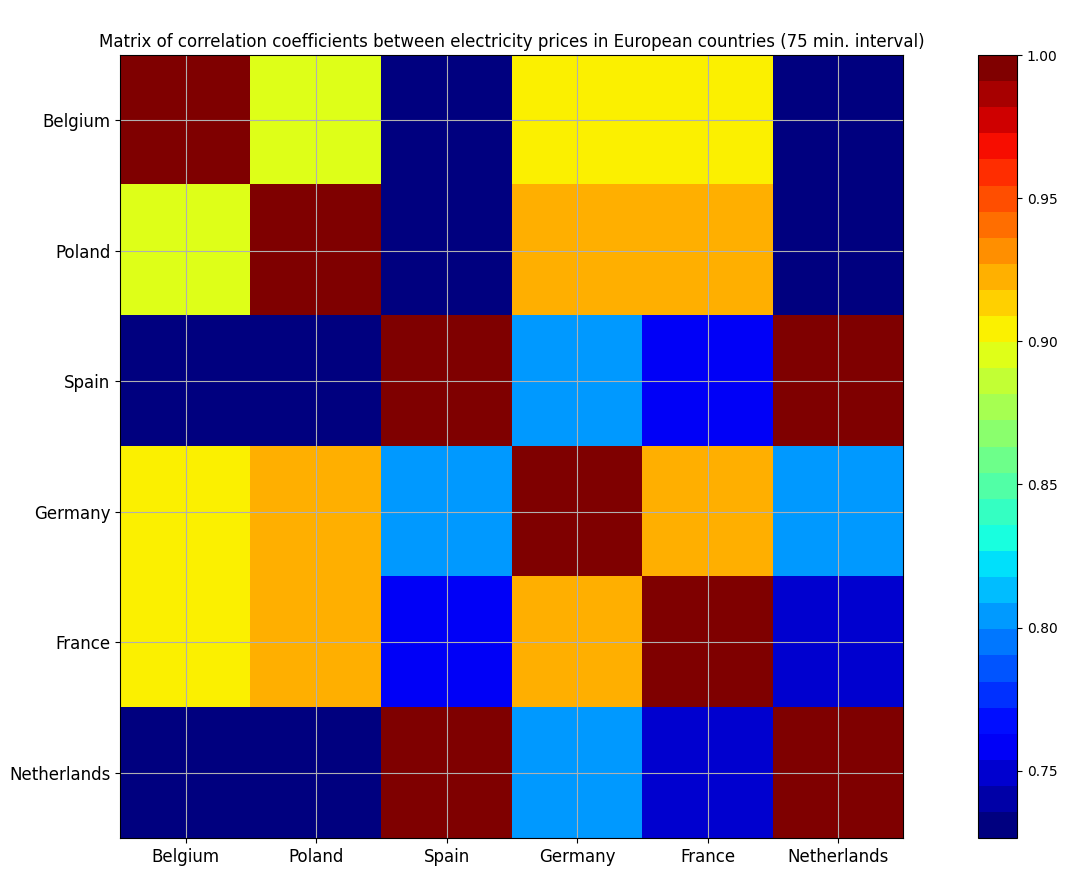 Matrix of correlation coefficients between electricity prices in European countries (75 min. interval)
1.00
Belgium
0.95
Poland
0.90
Spain
0.85
Germany
0.80
France
0.75
Netherlands
Belgium Poland Spain Germany France Netherlands